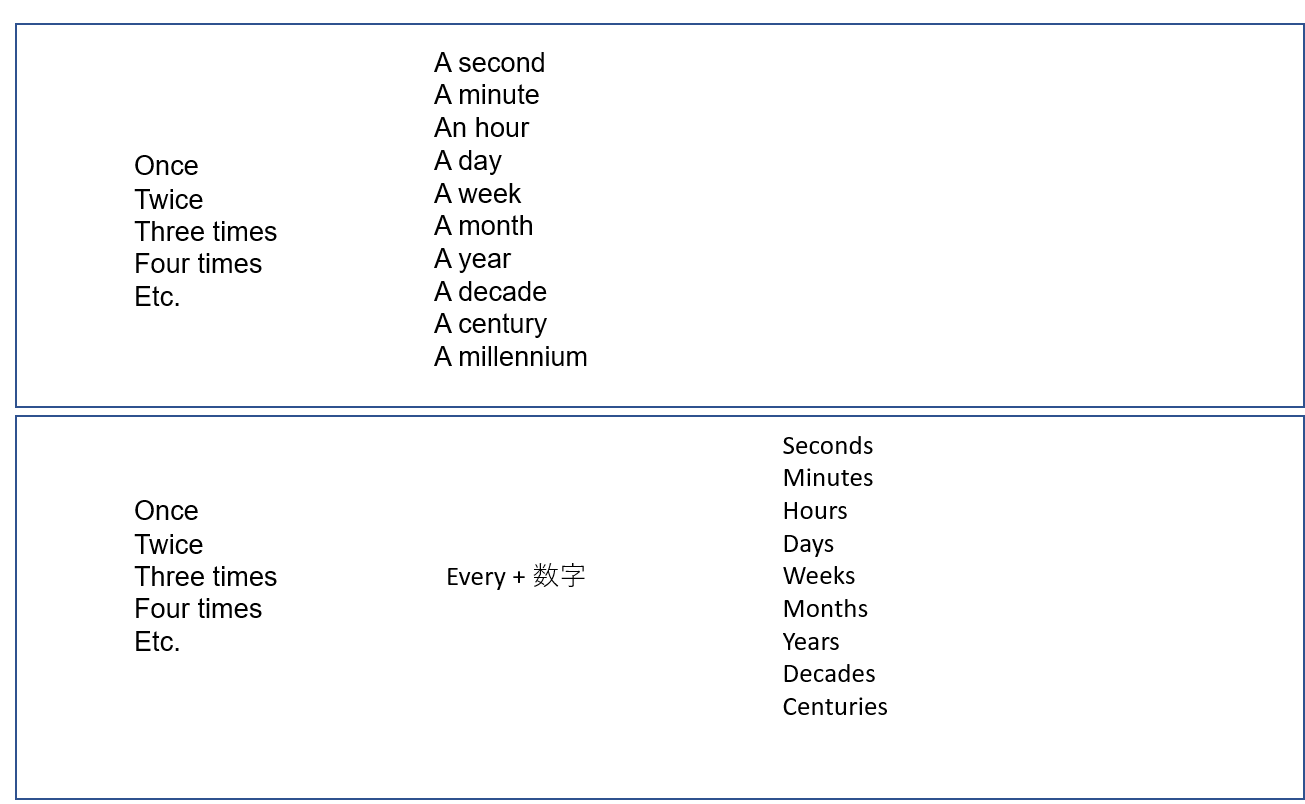 Once
Twice
Three times
Four times
Etc.
A second
A minute
An hour
A day
A week
A month
A year
A decade
A century
A millennium
Once
Twice
Three times
Four times
Etc.
Every + 数字
Seconds
Minutes
Hours
Days
Weeks
Months
Years
Decades
Centuries